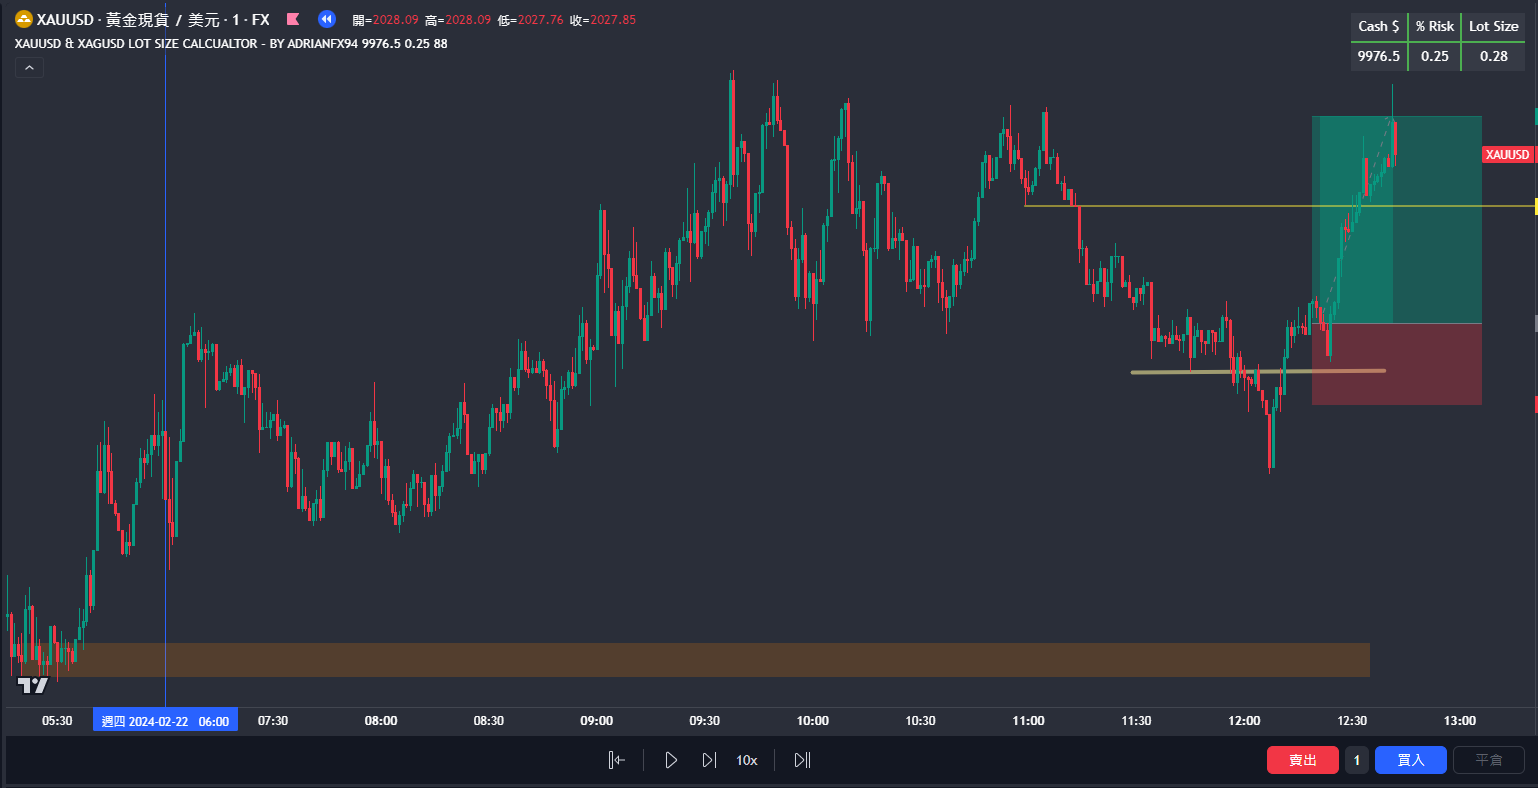 XAUUSD · 黃金現貨 / 美元 · 1 · FX 開=2028.09 高=2028.09 低=2027.76 收=2027.85
XAUUSD & XAGUSD LOT SIZE CALCUALTOR - BY ADRIANFX94 9976.5 0.25 88
Cash $ % Risk Lot Size
9976.5 0.25 0.28
XAUUSD
05:30 週四 2024-02-22 06:00 07:30 08:00 08:30 09:00 09:30 10:00 10:30 11:00 11:30 12:00 12:30 13:00
10x 賣出 1 買入 平倉